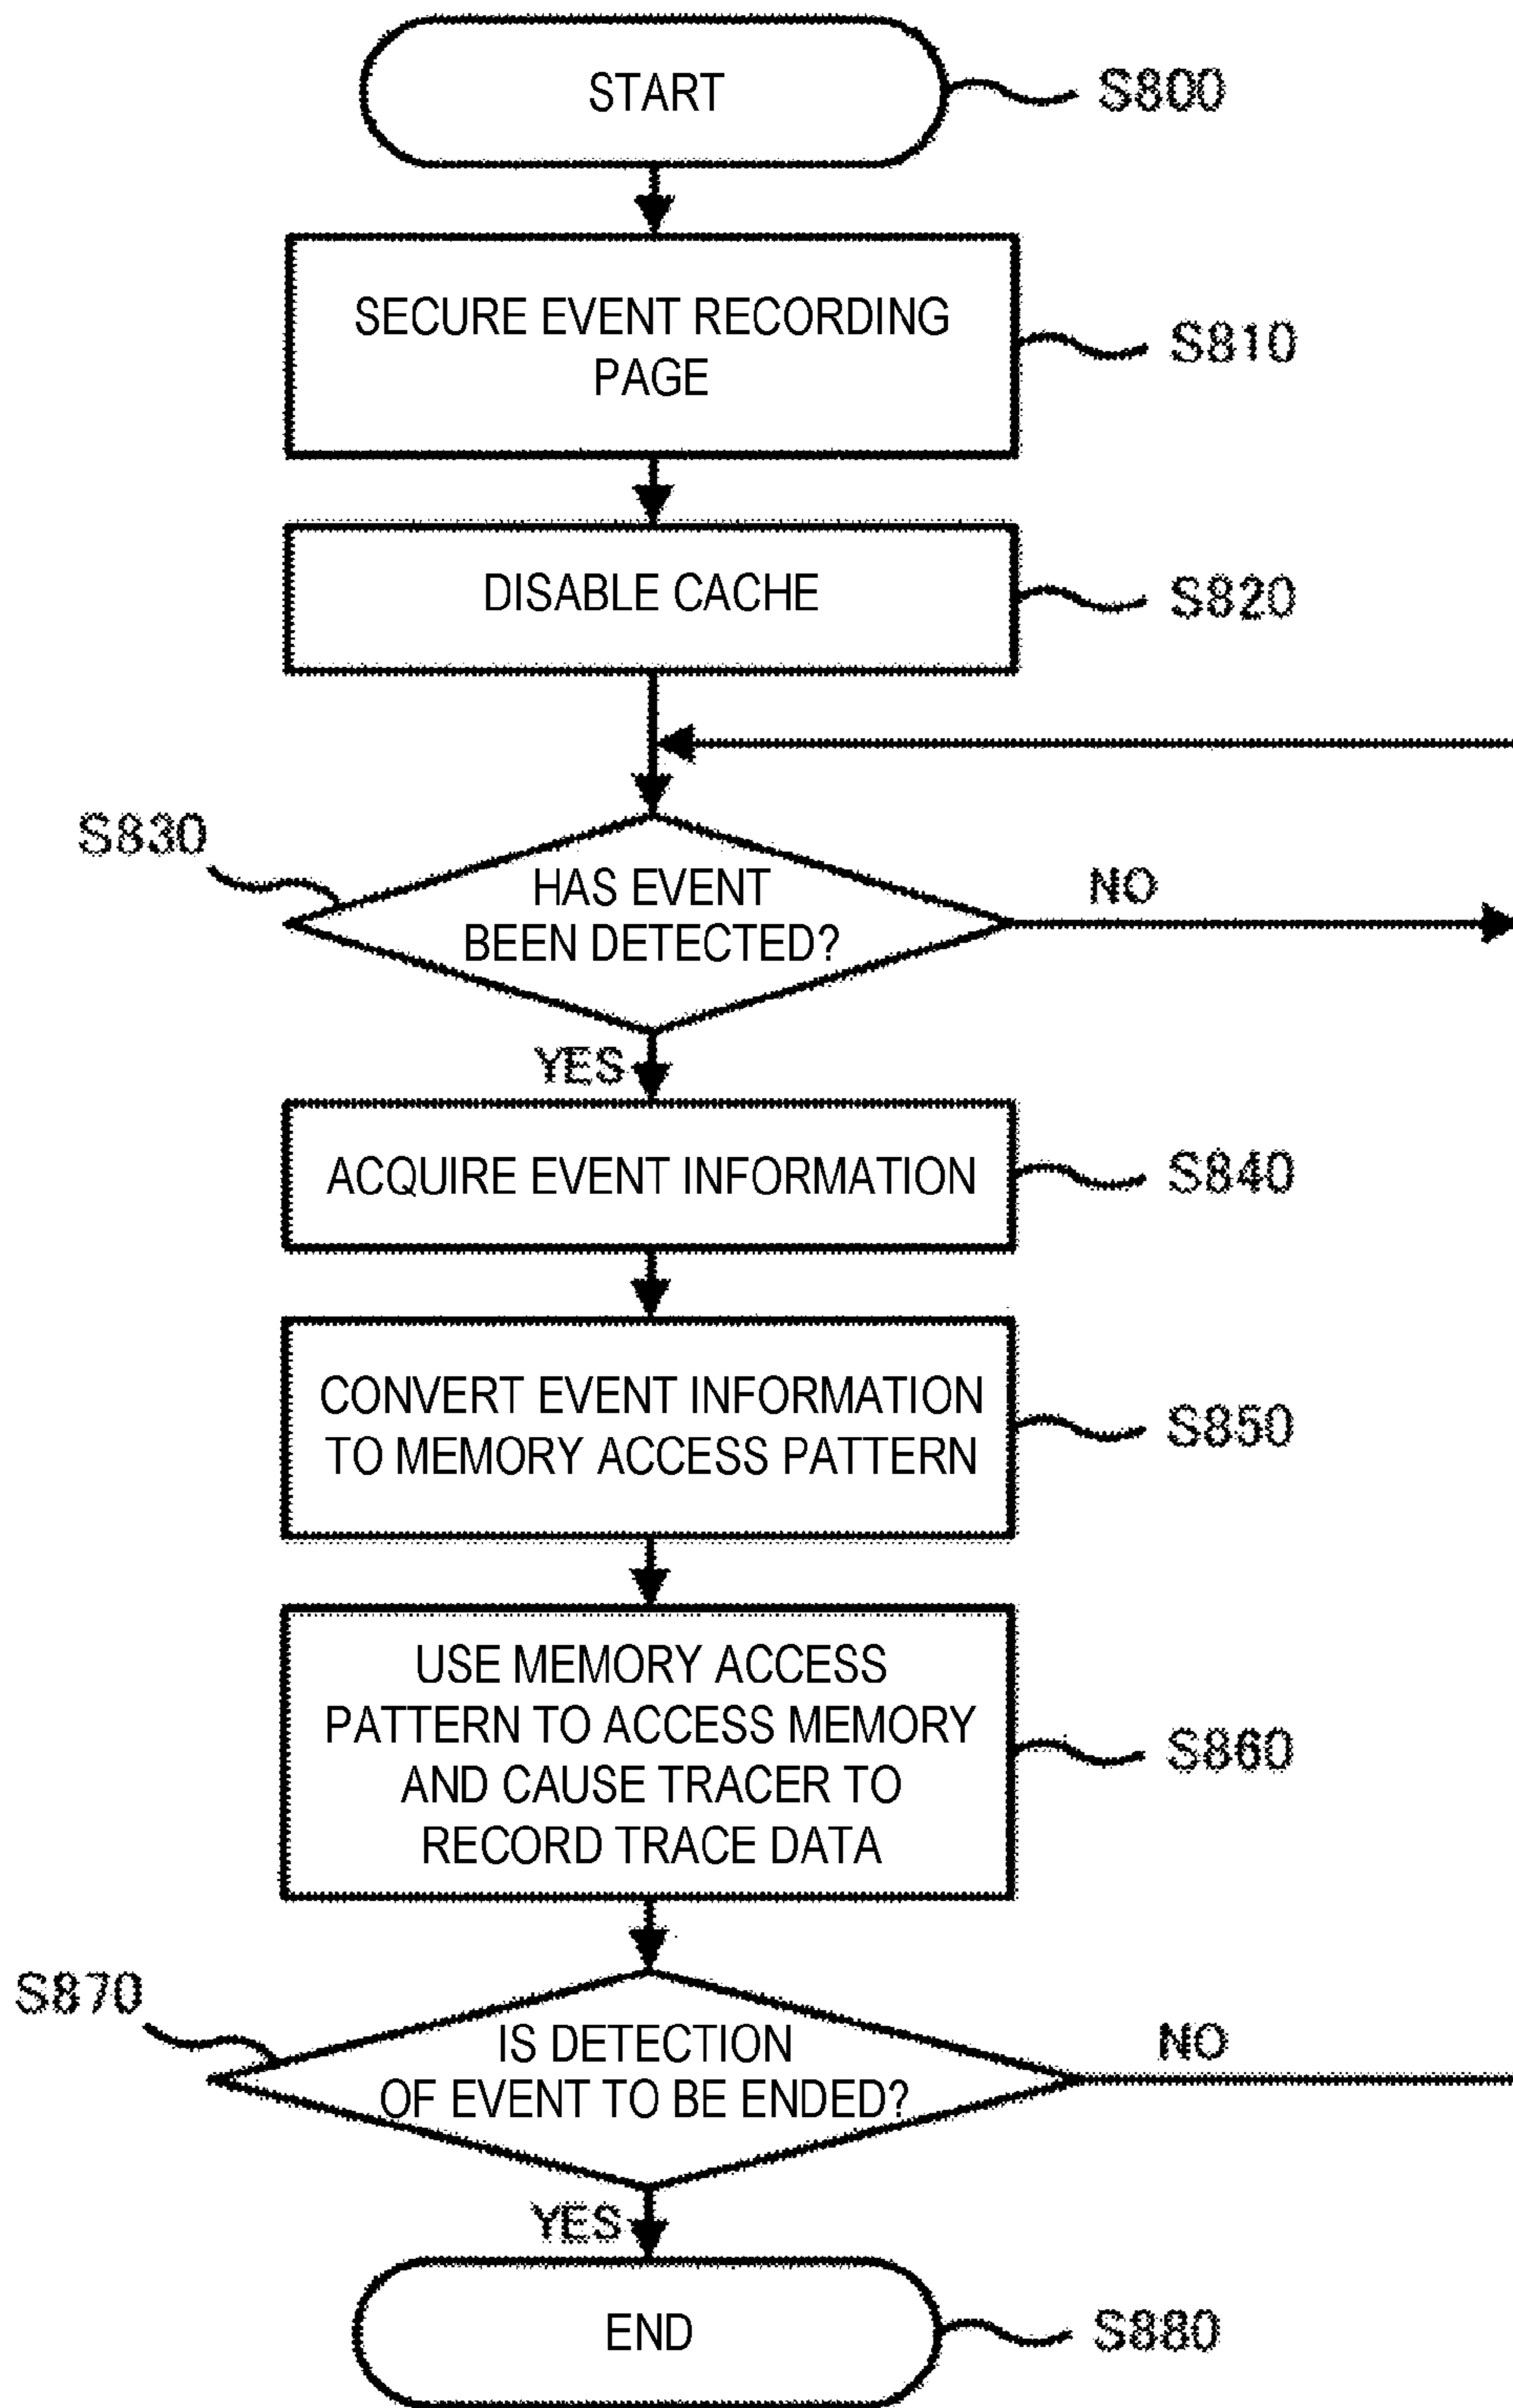 START
S800
SECURE EVENT RECORDING
PAGE
S810
DISABLE CACHE
S820
S830
HAS EVENT
BEEN DETECTED?
NO
YES
ACQUIRE EVENT INFORMATION
S840
CONVERT EVENT INFORMATION
TO MEMORY ACCESS PATTERN
S850
USE MEMORY ACCESS
PATTERN TO ACCESS MEMORY
AND CAUSE TRACER TO
RECORD TRACE DATA
S860
S870
IS DETECTION
OF EVENT TO BE ENDED?
NO
YES
END
S880